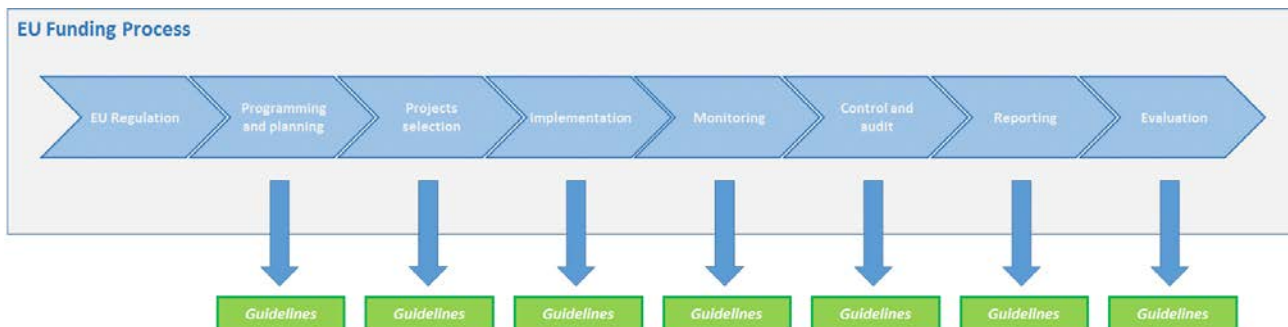 EU Funding Process
EU Regulation
Programming
and planning
Projects
selection
Implementation
Monitoring
Control and
audit
Reporting
Evaluation
Guidelines
Guidelines
Guidelines
Guidelines
Guidelines
Guidelines
Guidelines